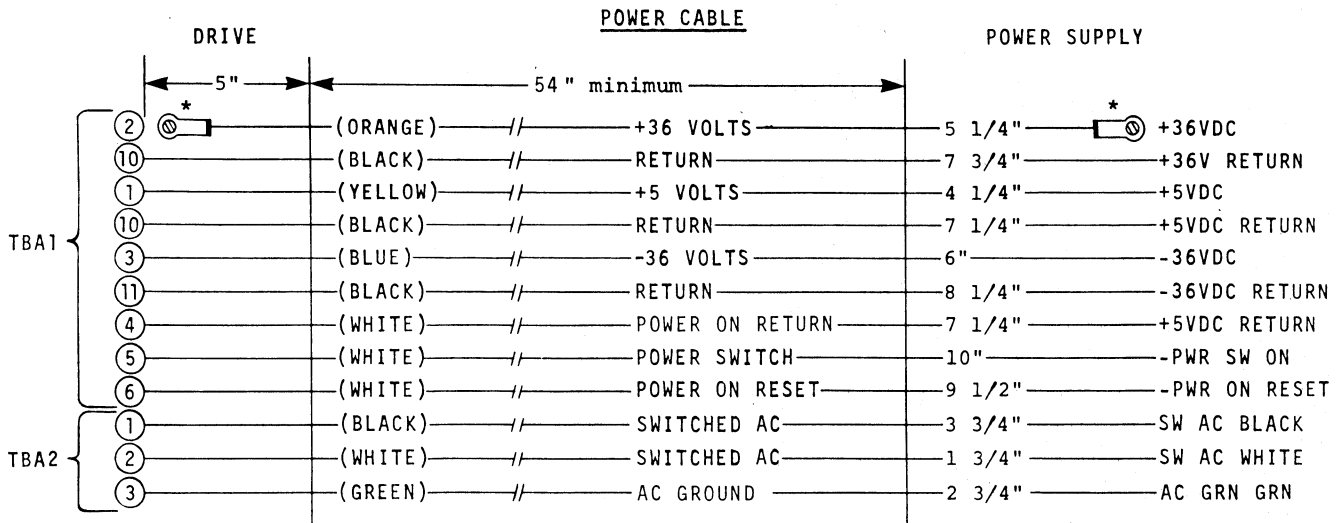 POWER CABLE
DRIVE
POWER SUPPLY
5"
54" minimum
* *
2 (ORANGE) +36 VOLTS 5 1/4" +36VDC
10 (BLACK) RETURN 7 3/4" +36V RETURN
1 (YELLOW) +5 VOLTS 4 1/4" +5VDC
10 (BLACK) RETURN 7 1/4" +5VDC RETURN
TBA1
3 (BLUE) -36 VOLTS 6" -36VDC
11 (BLACK) RETURN 8 1/4" -36VDC RETURN
4 (WHITE) POWER ON RETURN 7 1/4" +5VDC RETURN
5 (WHITE) POWER SWITCH 10" -PWR SW ON
6 (WHITE) POWER ON RESET 9 1/2" -PWR ON RESET
1 (BLACK) SWITCHED AC 3 3/4" SW AC BLACK
TBA2
2 (WHITE) SWITCHED AC 1 3/4" SW AC WHITE
3 (GREEN) AC GROUND 2 3/4" AC GRN GRN